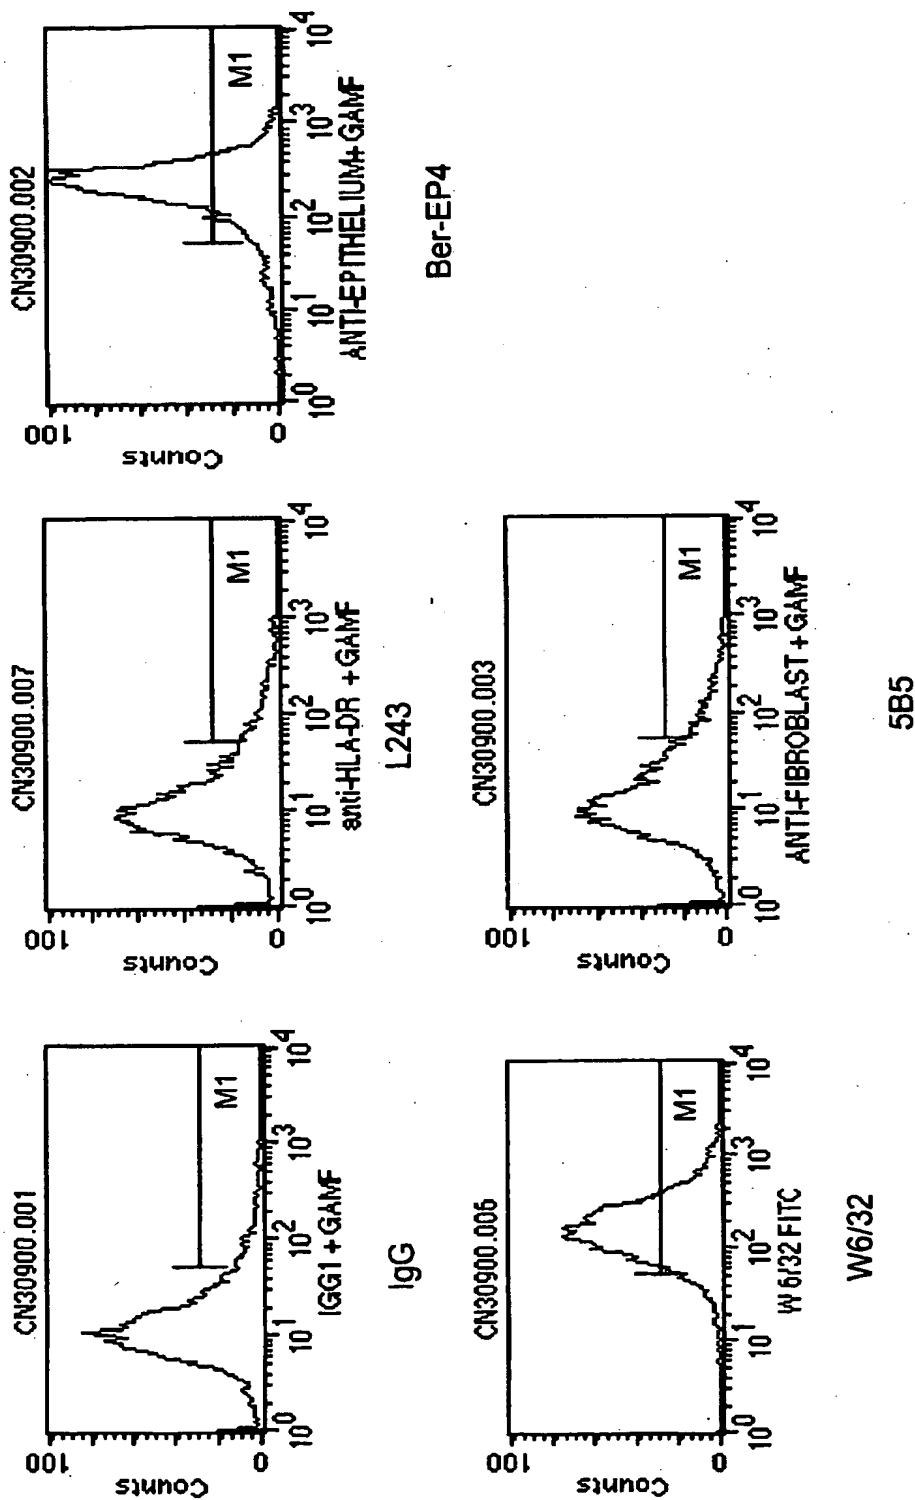 CN30900.001
Counts
100
0
10^0 10^1 10^2 10^3 10^4
M1
IGG1 + GAMF
IgG
CN30900.007
Counts
100
0
10^0 10^1 10^2 10^3 10^4
M1
anti-HLA-DR + GAMF
L243
CN30900.002
Counts
100
0
10^0 10^1 10^2 10^3 10^4
M1
ANTI-EPITHELIUM+ GAMF
Ber-EP4
CN30900.006
Counts
100
0
10^0 10^1 10^2 10^3 10^4
M1
W6/32 FITC
W6/32
CN30900.003
Counts
100
0
10^0 10^1 10^2 10^3 10^4
M1
ANTI-FIBROBLAST + GAMF
5B5